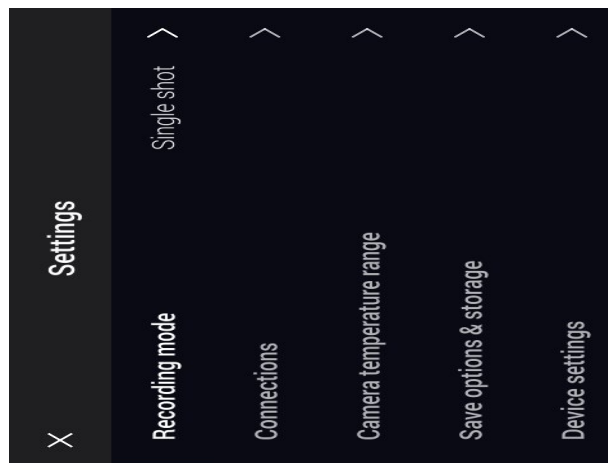 Settings
Recording mode Single shot
Connections
Camera temperature range
Save options & storage
Device settings